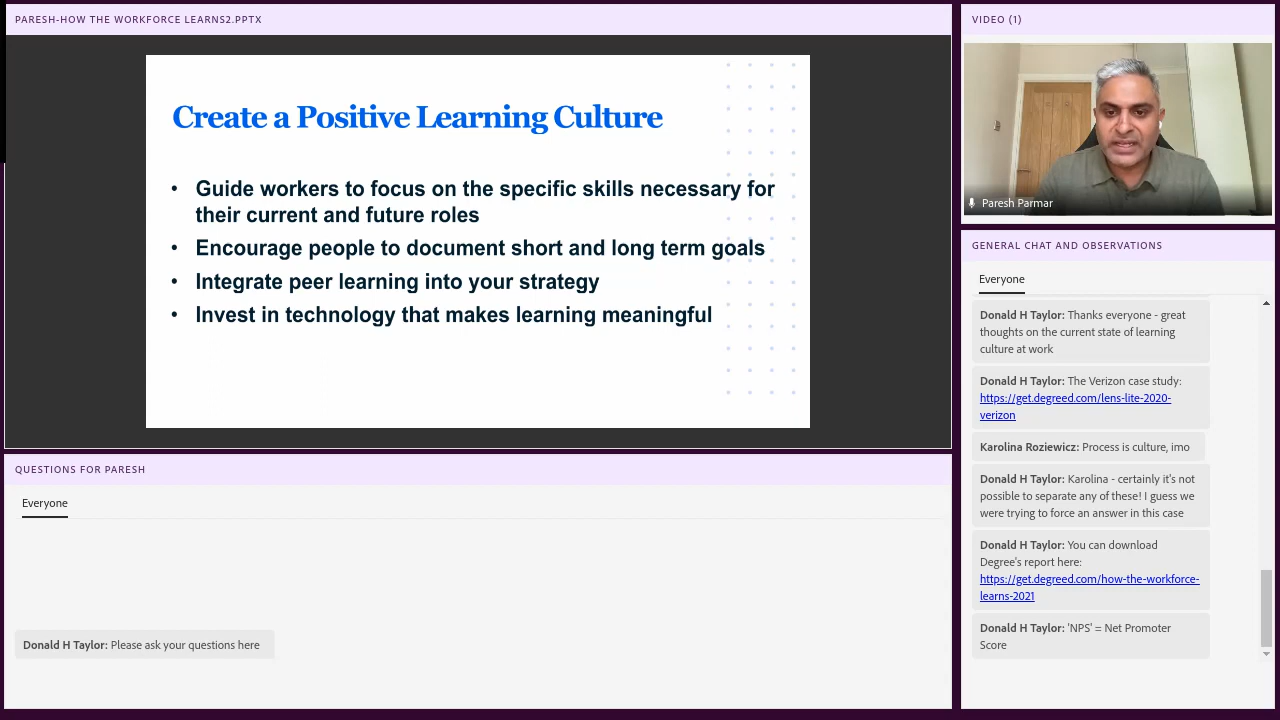 PARESH-HOW THE WORKFORCE LEARNS2.PPTX
Create a Positive Learning Culture
• Guide workers to focus on the specific skills necessary for
their current and future roles
• Encourage people to document short and long term goals
• Integrate peer learning into your strategy
• Invest in technology that makes learning meaningful
QUESTIONS FOR PARESH
Everyone
Donald H Taylor: Please ask your questions here
VIDEO (1)
Paresh Parmar
GENERAL CHAT AND OBSERVATIONS
Everyone
Donald H Taylor: Thanks everyone - great
thoughts on the current state of learning
culture at work
Donald H Taylor: The Verizon case study:
https://get.degreed.com/lens-lite-2020-
verizon
Karolina Roziewicz: Process is culture, imo
Donald H Taylor: Karolina - certainly it's not
possible to separate any of these! I guess we
were trying to force an answer in this case
Donald H Taylor: You can download
Degree's report here:
https://get.degreed.com/how-the-workforce-
learns-2021
Donald H Taylor: 'NPS' = Net Promoter
Score